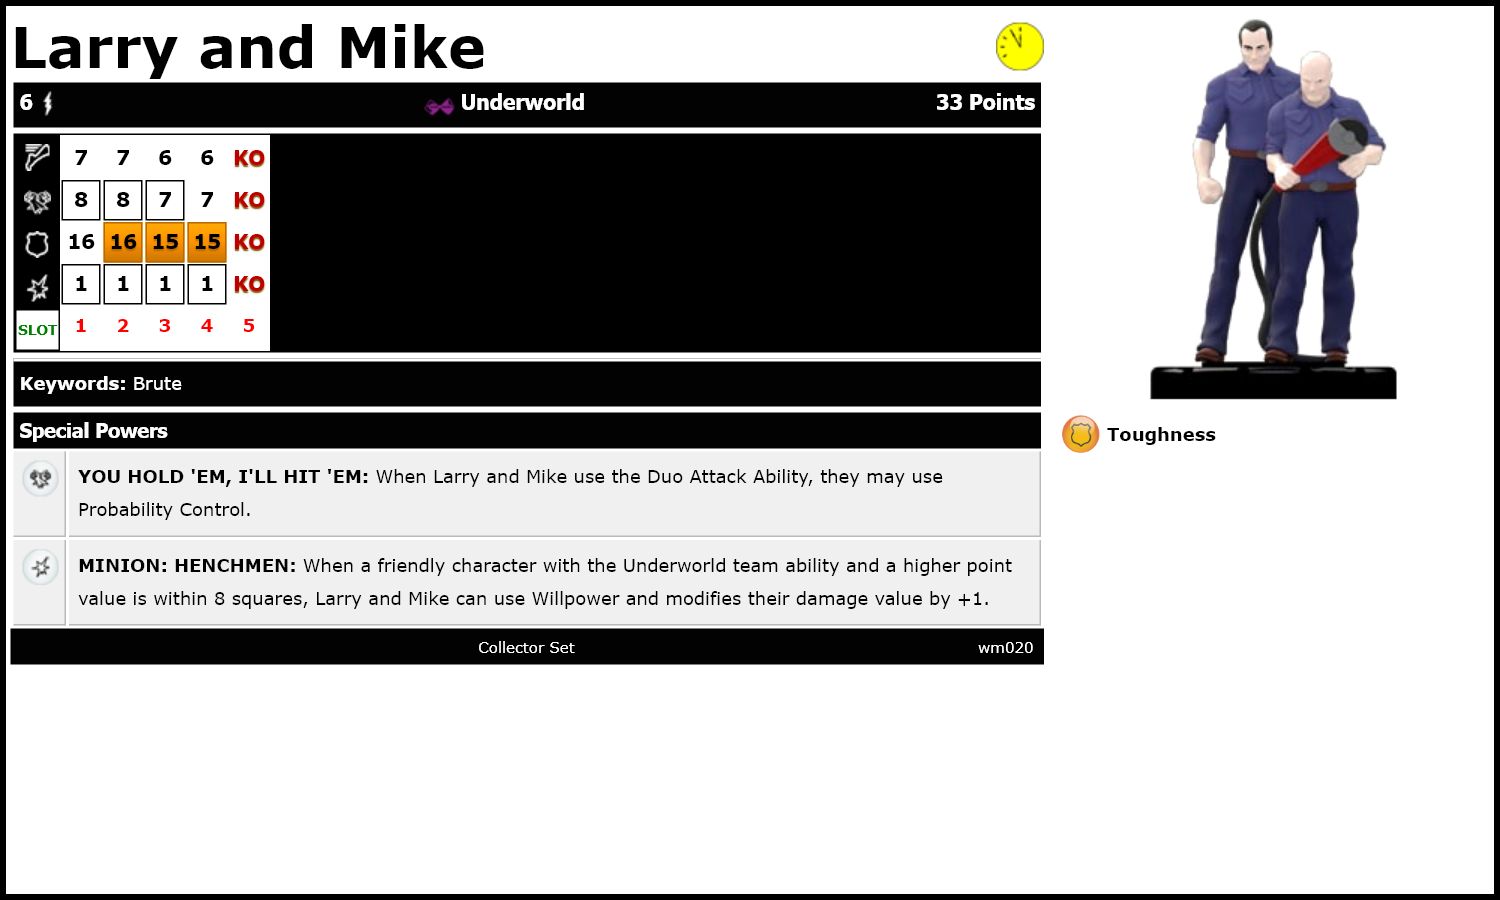 Larry and Mike
6 Underworld 33 Points
7 7 6 6 KO
8 8 7 7 KO
16 16 15 15 KO
1 1 1 1 KO
SLOT 1 2 3 4 5
Keywords: Brute
Special Powers
YOU HOLD 'EM, I'LL HIT 'EM: When Larry and Mike use the Duo Attack Ability, they may use
Probability Control.
MINION: HENCHMEN: When a friendly character with the Underworld team ability and a higher point
value is within 8 squares, Larry and Mike can use Willpower and modifies their damage value by +1.
Collector Set wm020
Toughness